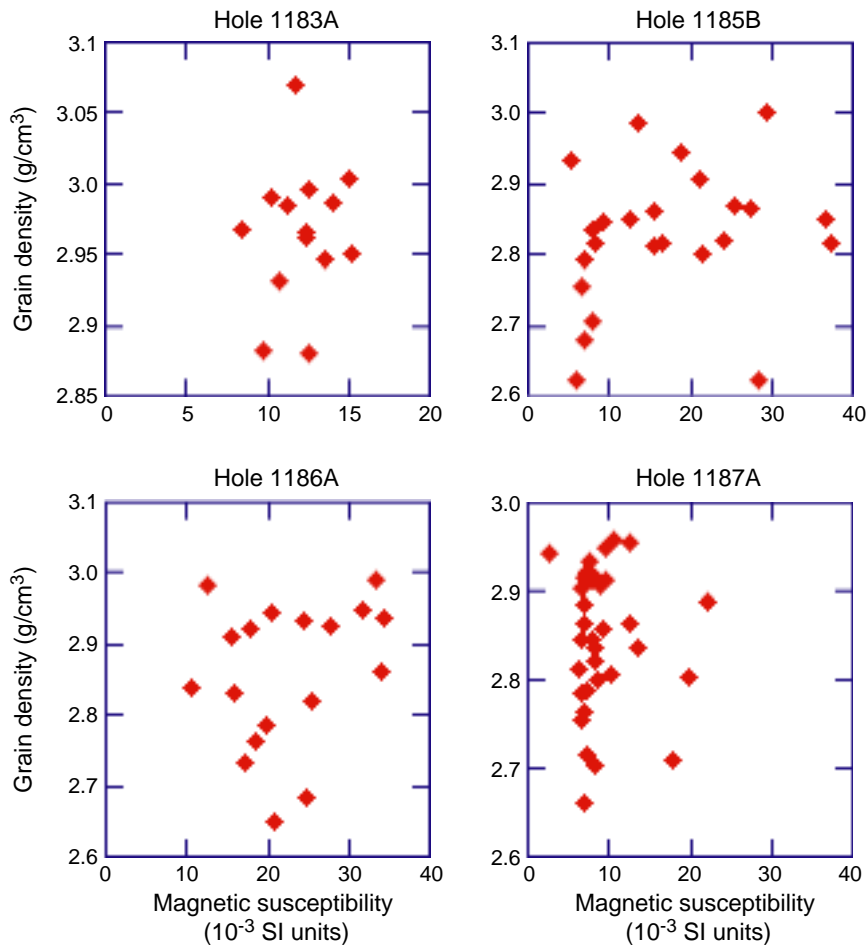 Hole 1183A
Hole 1185B
3.1
3.05
3.0
2.95
2.9
2.85
0 5 10 15 20
Grain density (g/cm³)
3.1
3.0
2.9
2.8
2.7
2.6
0 10 20 30 40
Hole 1186A
Hole 1187A
3.1
3.0
2.9
2.8
2.7
2.6
0 10 20 30 40
Grain density (g/cm³)
Magnetic susceptibility
(10⁻³ SI units)
3.0
2.9
2.8
2.7
2.6
0 10 20 30 40
Magnetic susceptibility
(10⁻³ SI units)